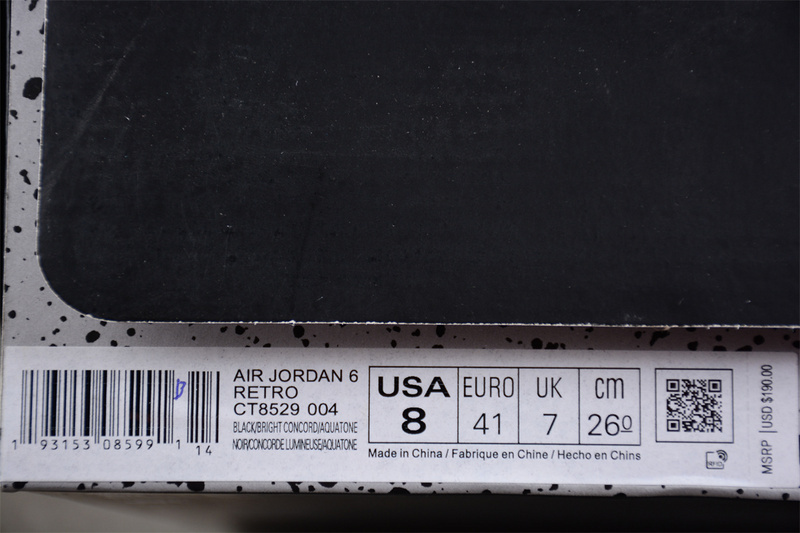 AIR JORDAN 6
RETRO
CT8529 004
BLACK/BRIGHT CONCORD/AQUATONE
NOIR/CONCORDE LUMINEUSE/AQUATONE
1 93153 08599 1
14
USA EURO UK cm
8 41 7 260
Made in China / Fabrique en Chine / Hecho en Chins
MSRP | USD $190.00